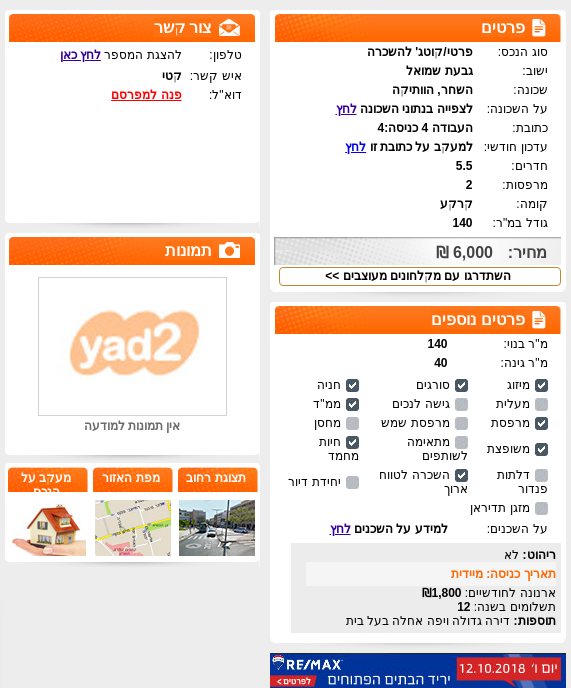 פרטים
סוג הנכס: פרטי/קוטג' להשכרה
ישוב: גבעת שמואל
שכונה: השחר, הוותיקה
על השכונה: לצפייה בנתוני השכונה לחץ
כתובת: העבודה 4 כניסה:4
עדכון חודשי: למעקב על כתובת זו לחץ
חדרים: 5.5
מרפסות: 2
קומה: קרקע
גודל במ"ר: 140
מחיר: 6,000 ₪
השתדרגו עם מקלחונים מעוצבים >>
פרטים נוספים
מ"ר בנוי: 140
מ"ר גינה: 40
מיזוג סורגים חניה
מעלית גישה לנכים ממ"ד
מרפסת מרפסת שמש מחסן
משופצת מתאימה לשותפים חיות מחמד
דלתות פנדור השכרה לטווח ארוך יחידת דיור
מזגן תדיראן
על השכנים: למידע על השכנים לחץ
ריהוט: לא
תאריך כניסה: מיידית
ארנונה לחודשיים: 1,800₪
תשלומים בשנה: 12
תוספות: דירה גדולה ויפה אחלה בעל בית
יום ו' 12.10.2018
יריד הבתים הפתוחים
RE/MAX
לפרטים >
צור קשר
טלפון: להצגת המספר לחץ כאן
איש קשר: קטי
דוא"ל: פנה למפרסם
תמונות
yad2
אין תמונות למודעה
תצוגת רחוב
מפת האזור
מעקב על
הנכס